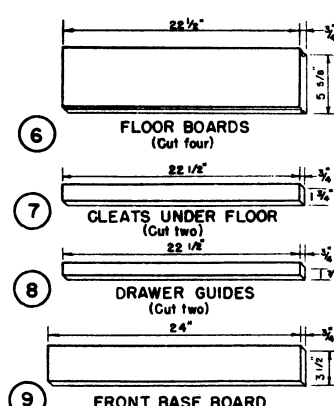 22 ½" ¾"
5 5/8"
6 FLOOR BOARDS
(Cut four)
22 1/2" ¾"
1 ¾"
7 CLEATS UNDER FLOOR
(Cut two)
22 1/2" ¾"
8 DRAWER GUIDES
(Cut two)
24" ¾"
3 1/2
9 FRONT BASE BOARD